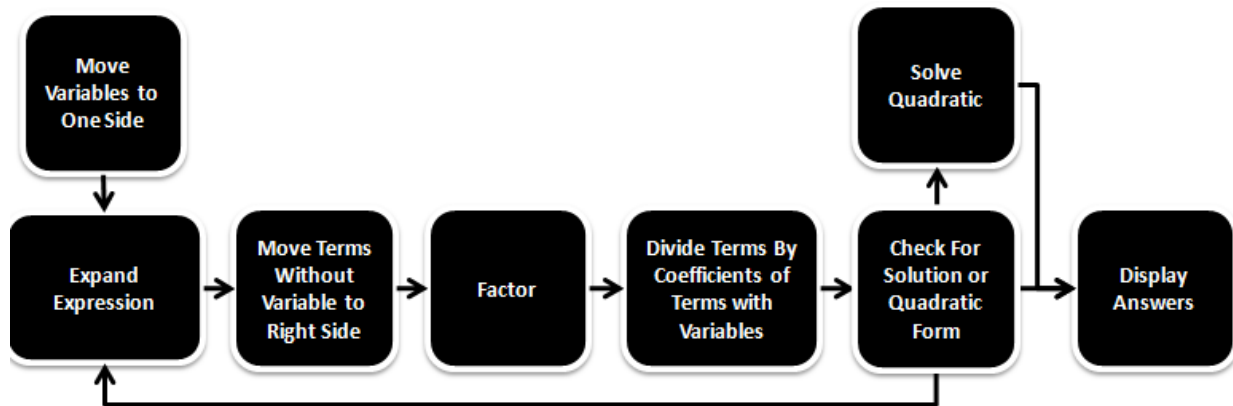 Move
Variables to
One Side
Solve
Quadratic
Expand
Expression
Move Terms
Without
Variable to
Right Side
Factor
Divide Terms By
Coefficients of
Terms with
Variables
Check For
Solution or
Quadratic
Form
Display
Answers